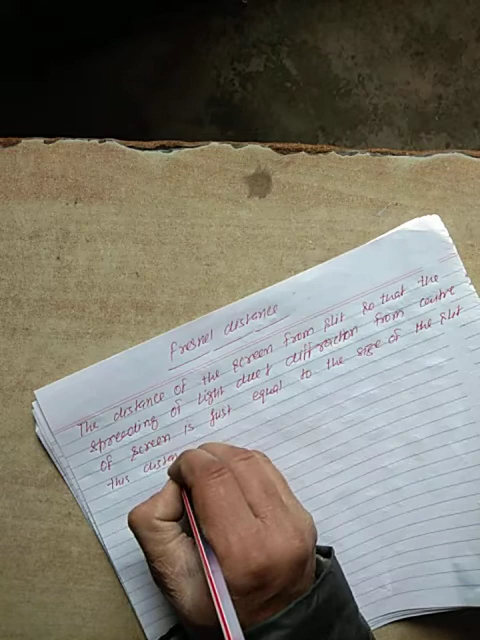 fresnel distance
The distance of the screen from slit so that the
spreading of light due to diffraction from centre
of screen is just equal to the size of the slit
this distan